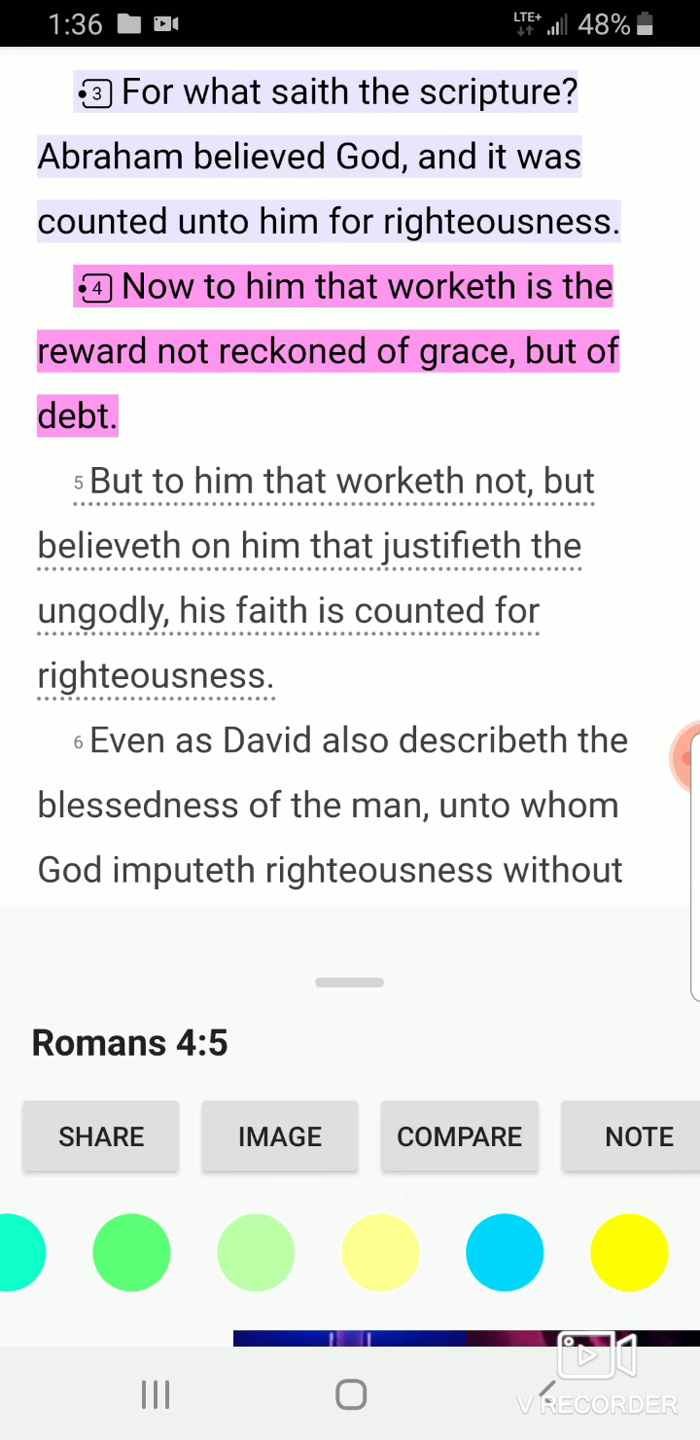 1:36 LTE+ 48%
3 For what saith the scripture?
Abraham believed God, and it was
counted unto him for righteousness.
4 Now to him that worketh is the
reward not reckoned of grace, but of
debt.
5 But to him that worketh not, but
believeth on him that justifieth the
ungodly, his faith is counted for
righteousness.
6 Even as David also describeth the
blessedness of the man, unto whom
God imputeth righteousness without
Romans 4:5
SHARE IMAGE COMPARE NOTE
V RECORDER